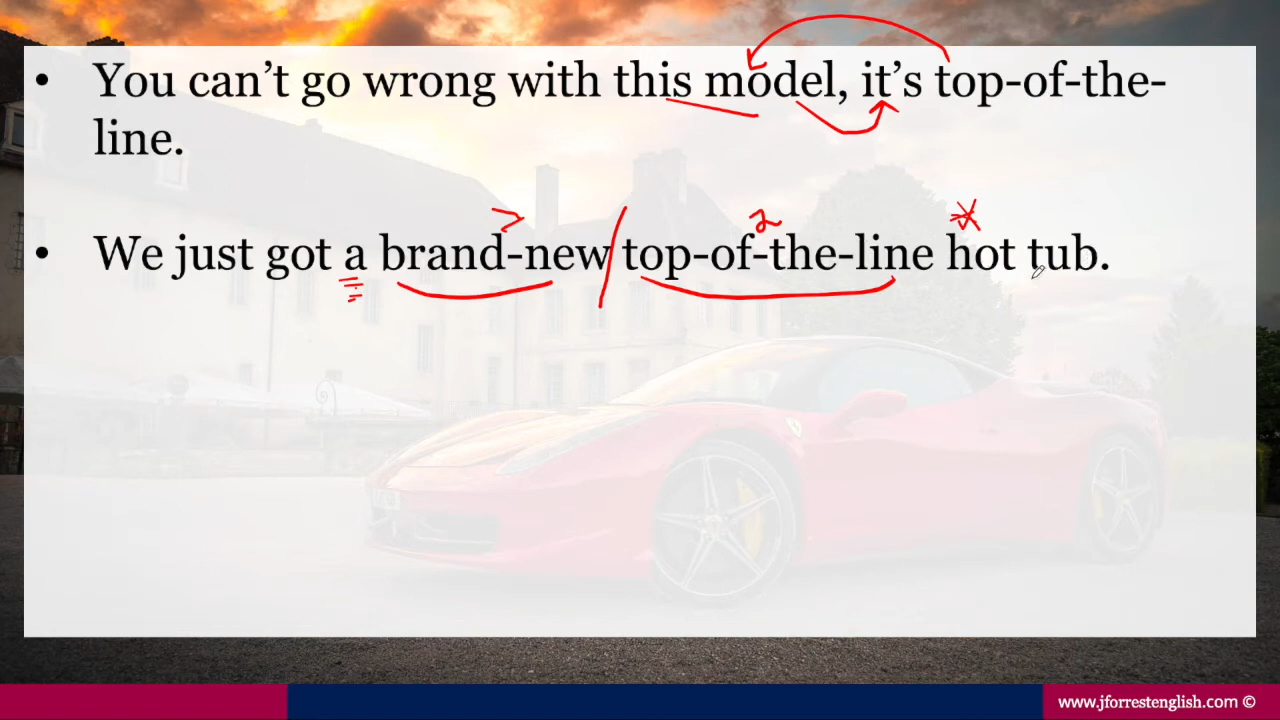 • You can’t go wrong with this model, it’s top-of-the-
line.
2
• We just got a brand-new top-of-the-line hot tub.
www.jforrestenglish.com ©